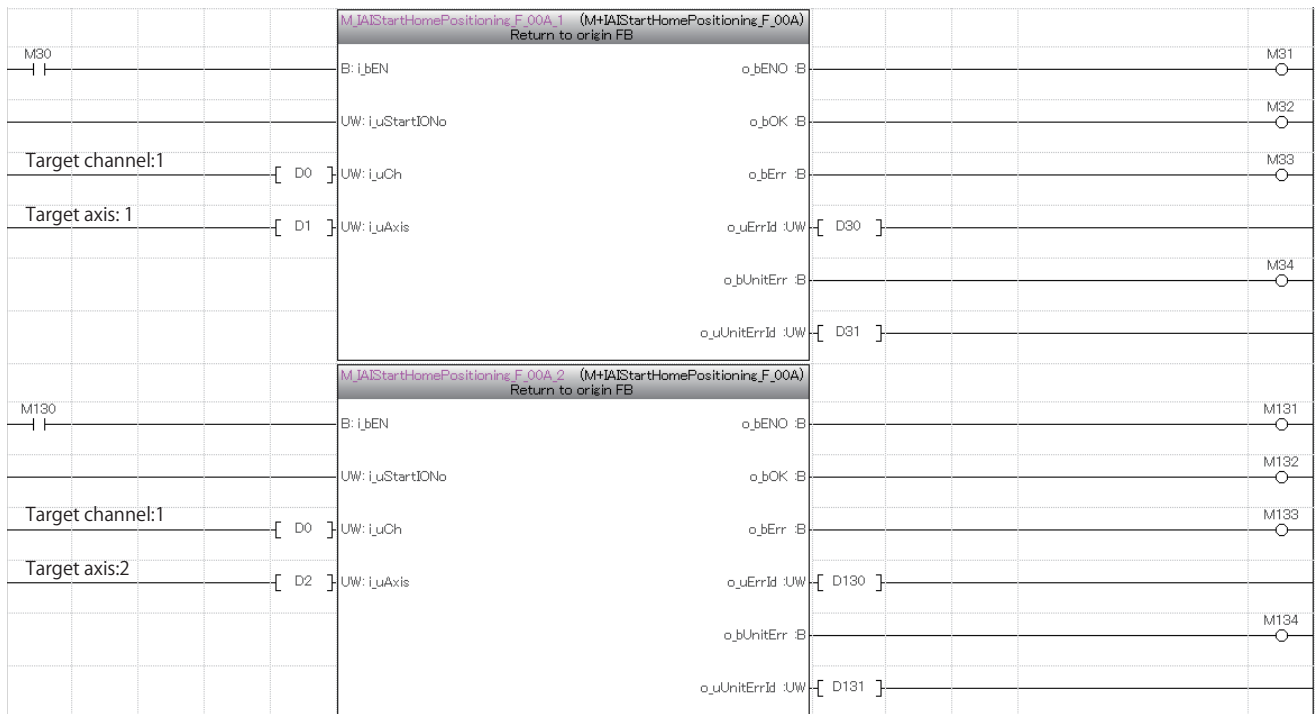 M_IAIStartHomePositioning_F_00A_1 (M+IAIStartHomePositioning_F_00A)
Return to origin FB
M30
B: i_bEN
o_bENO :B
M31
UW: i_uStartIONo
o_bOK :B
M32
Target channel:1
[ D0 ]
UW: i_uCh
o_bErr :B
M33
Target axis: 1
[ D1 ]
UW: i_uAxis
o_uErrId :UW
[ D30 ]
o_bUnitErr :B
M34
o_uUnitErrId :UW
[ D31 ]
M_IAIStartHomePositioning_F_00A_2 (M+IAIStartHomePositioning_F_00A)
Return to origin FB
M130
B: i_bEN
o_bENO :B
M131
UW: i_uStartIONo
o_bOK :B
M132
Target channel:1
[ D0 ]
UW: i_uCh
o_bErr :B
M133
Target axis:2
[ D2 ]
UW: i_uAxis
o_uErrId :UW
[ D130 ]
o_bUnitErr :B
M134
o_uUnitErrId :UW
[ D131 ]